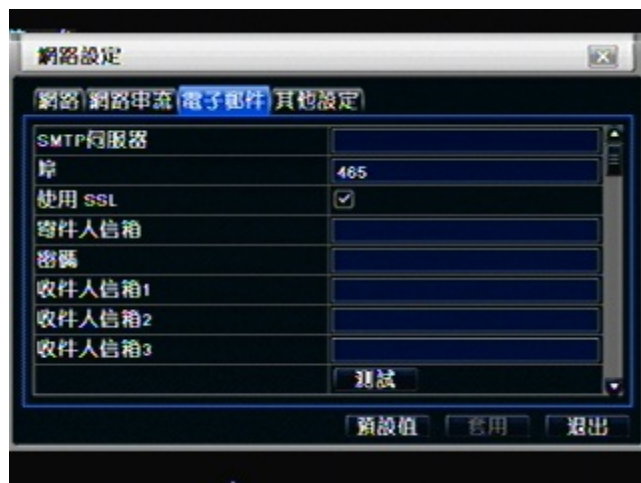 網路設定
網路 網路串流 電子郵件 其他設定
SMTP伺服器
埠 465
使用 SSL
寄件人信箱
密碼
收件人信箱1
收件人信箱2
收件人信箱3
測試
預設值 套用 退出